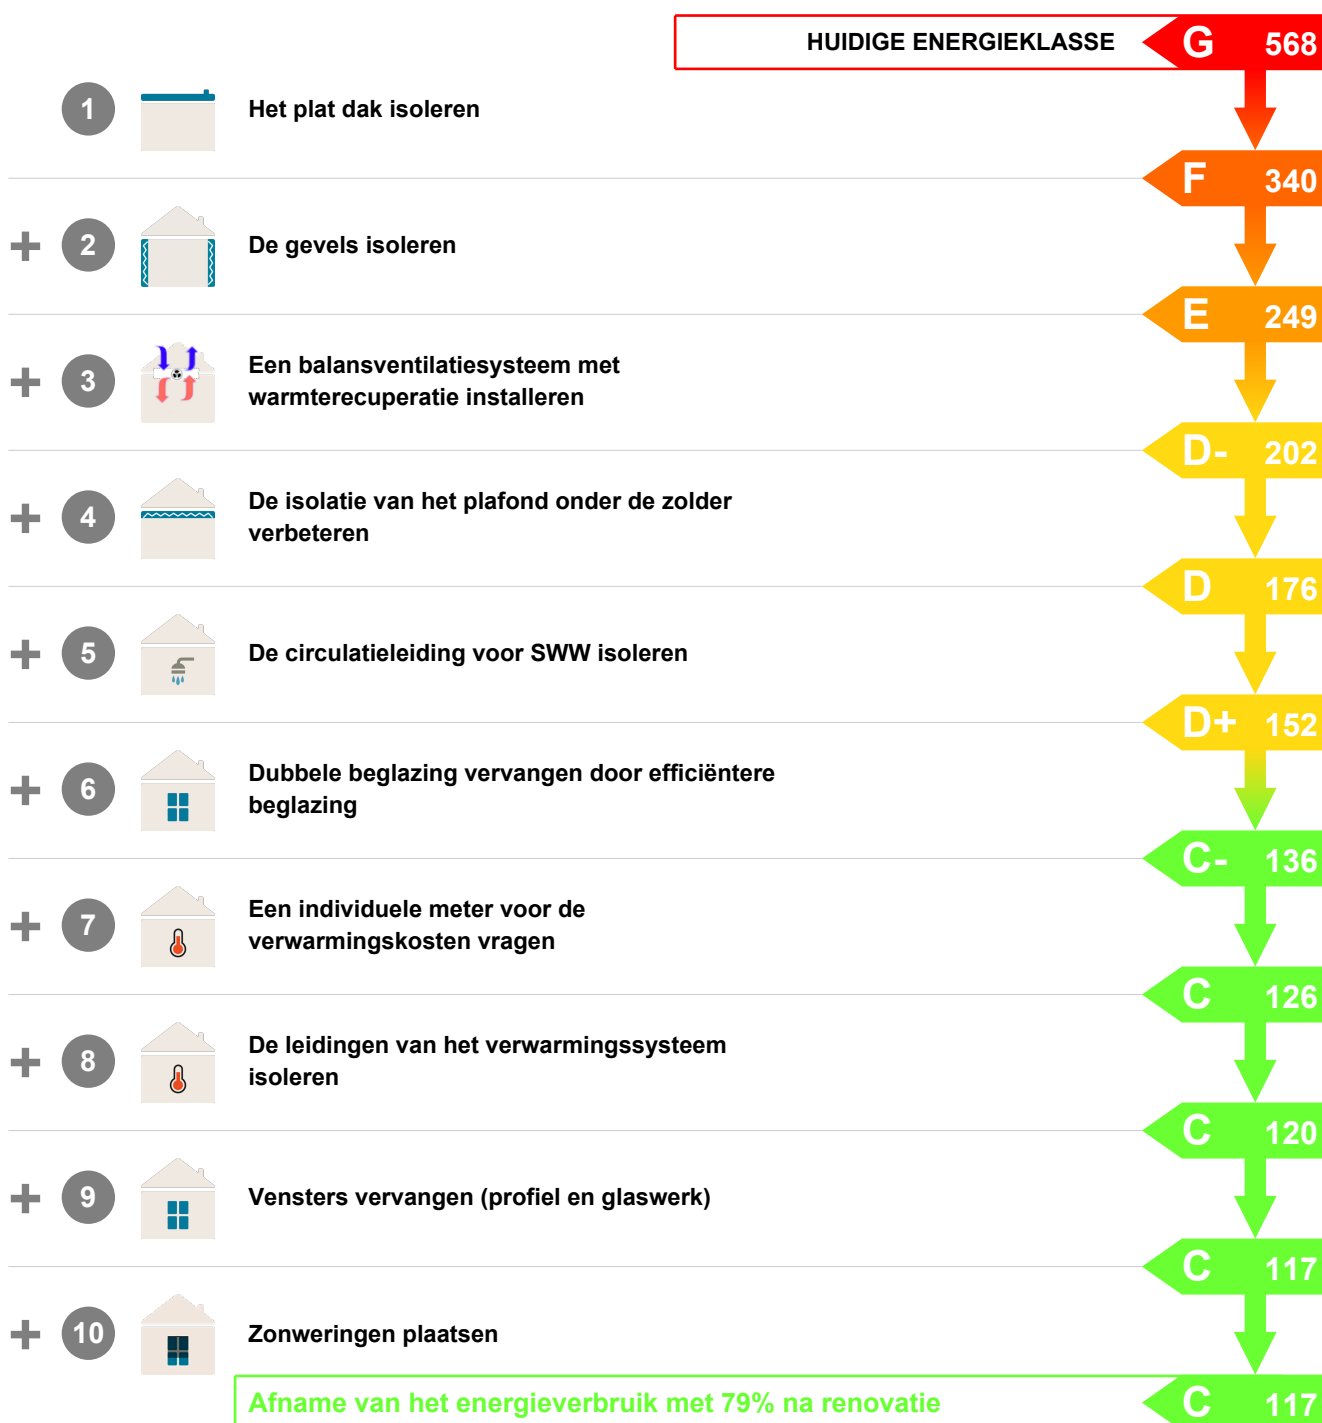 HUIDIGE ENERGIEKLASSE G 568
1 Het plat dak isoleren
F 340
+ 2 De gevels isoleren
E 249
+ 3 Een balansventilatiesysteem met
warmterecuperatie installeren
D- 202
+ 4 De isolatie van het plafond onder de zolder
verbeteren
D 176
+ 5 De circulatieleiding voor SWW isoleren
D+ 152
+ 6 Dubbele beglazing vervangen door efficiëntere
beglazing
C- 136
+ 7 Een individuele meter voor de
verwarmingskosten vragen
C 126
+ 8 De leidingen van het verwarmingssysteem
isoleren
C 120
+ 9 Vensters vervangen (profiel en glaswerk)
C 117
+ 10 Zonweringen plaatsen
Afname van het energieverbruik met 79% na renovatie C 117